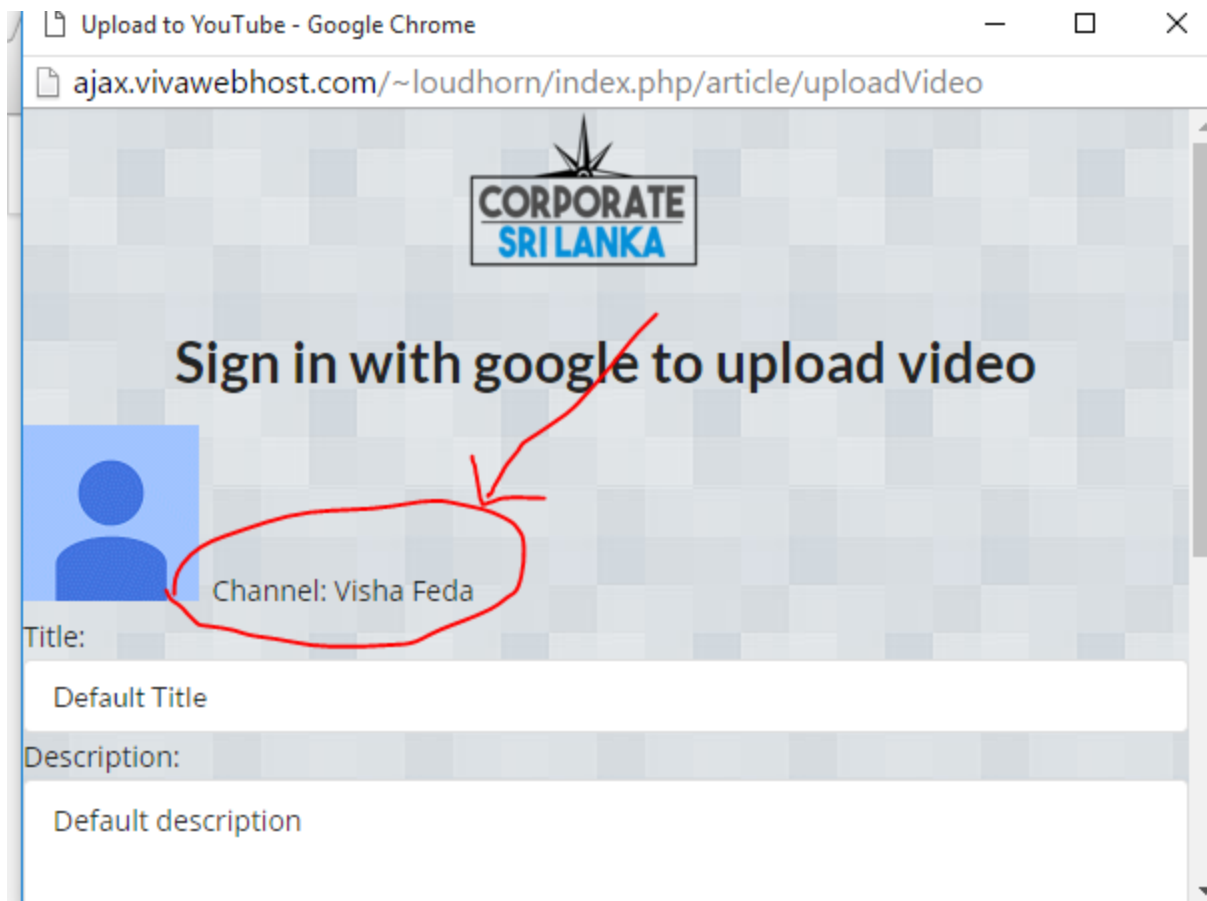 Upload to YouTube - Google Chrome
ajax.vivawebhost.com/~loudhorn/index.php/article/uploadVideo
CORPORATE
SRI LANKA
Sign in with google to upload video
Channel: Visha Feda
Title:
Default Title
Description:
Default description